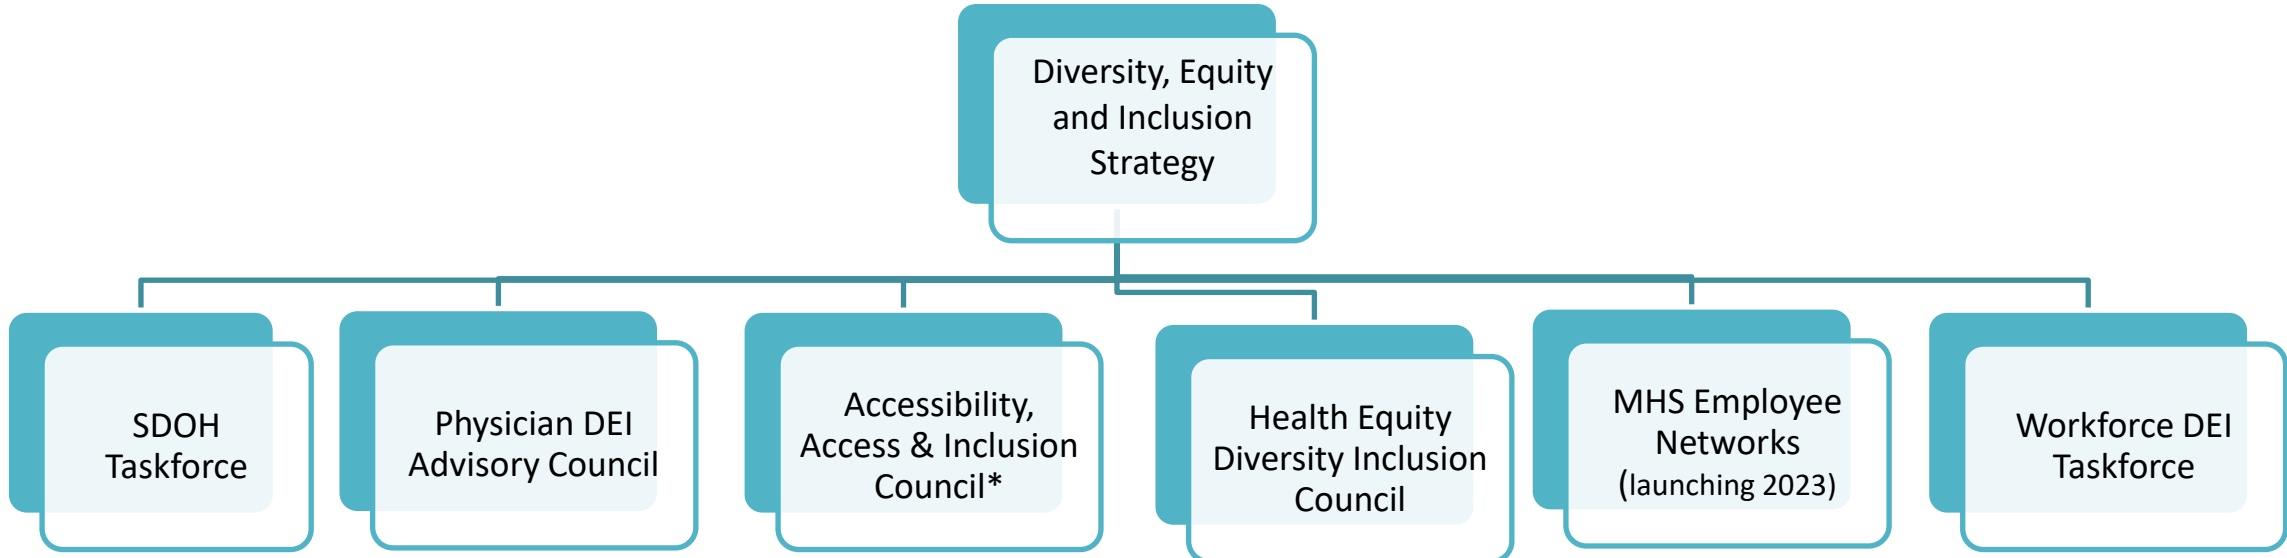 Diversity, Equity
and Inclusion
Strategy
SDOH
Taskforce
Physician DEI
Advisory Council
Accessibility,
Access & Inclusion
Council*
Health Equity
Diversity Inclusion
Council
MHS Employee
Networks
(launching 2023)
Workforce DEI
Taskforce